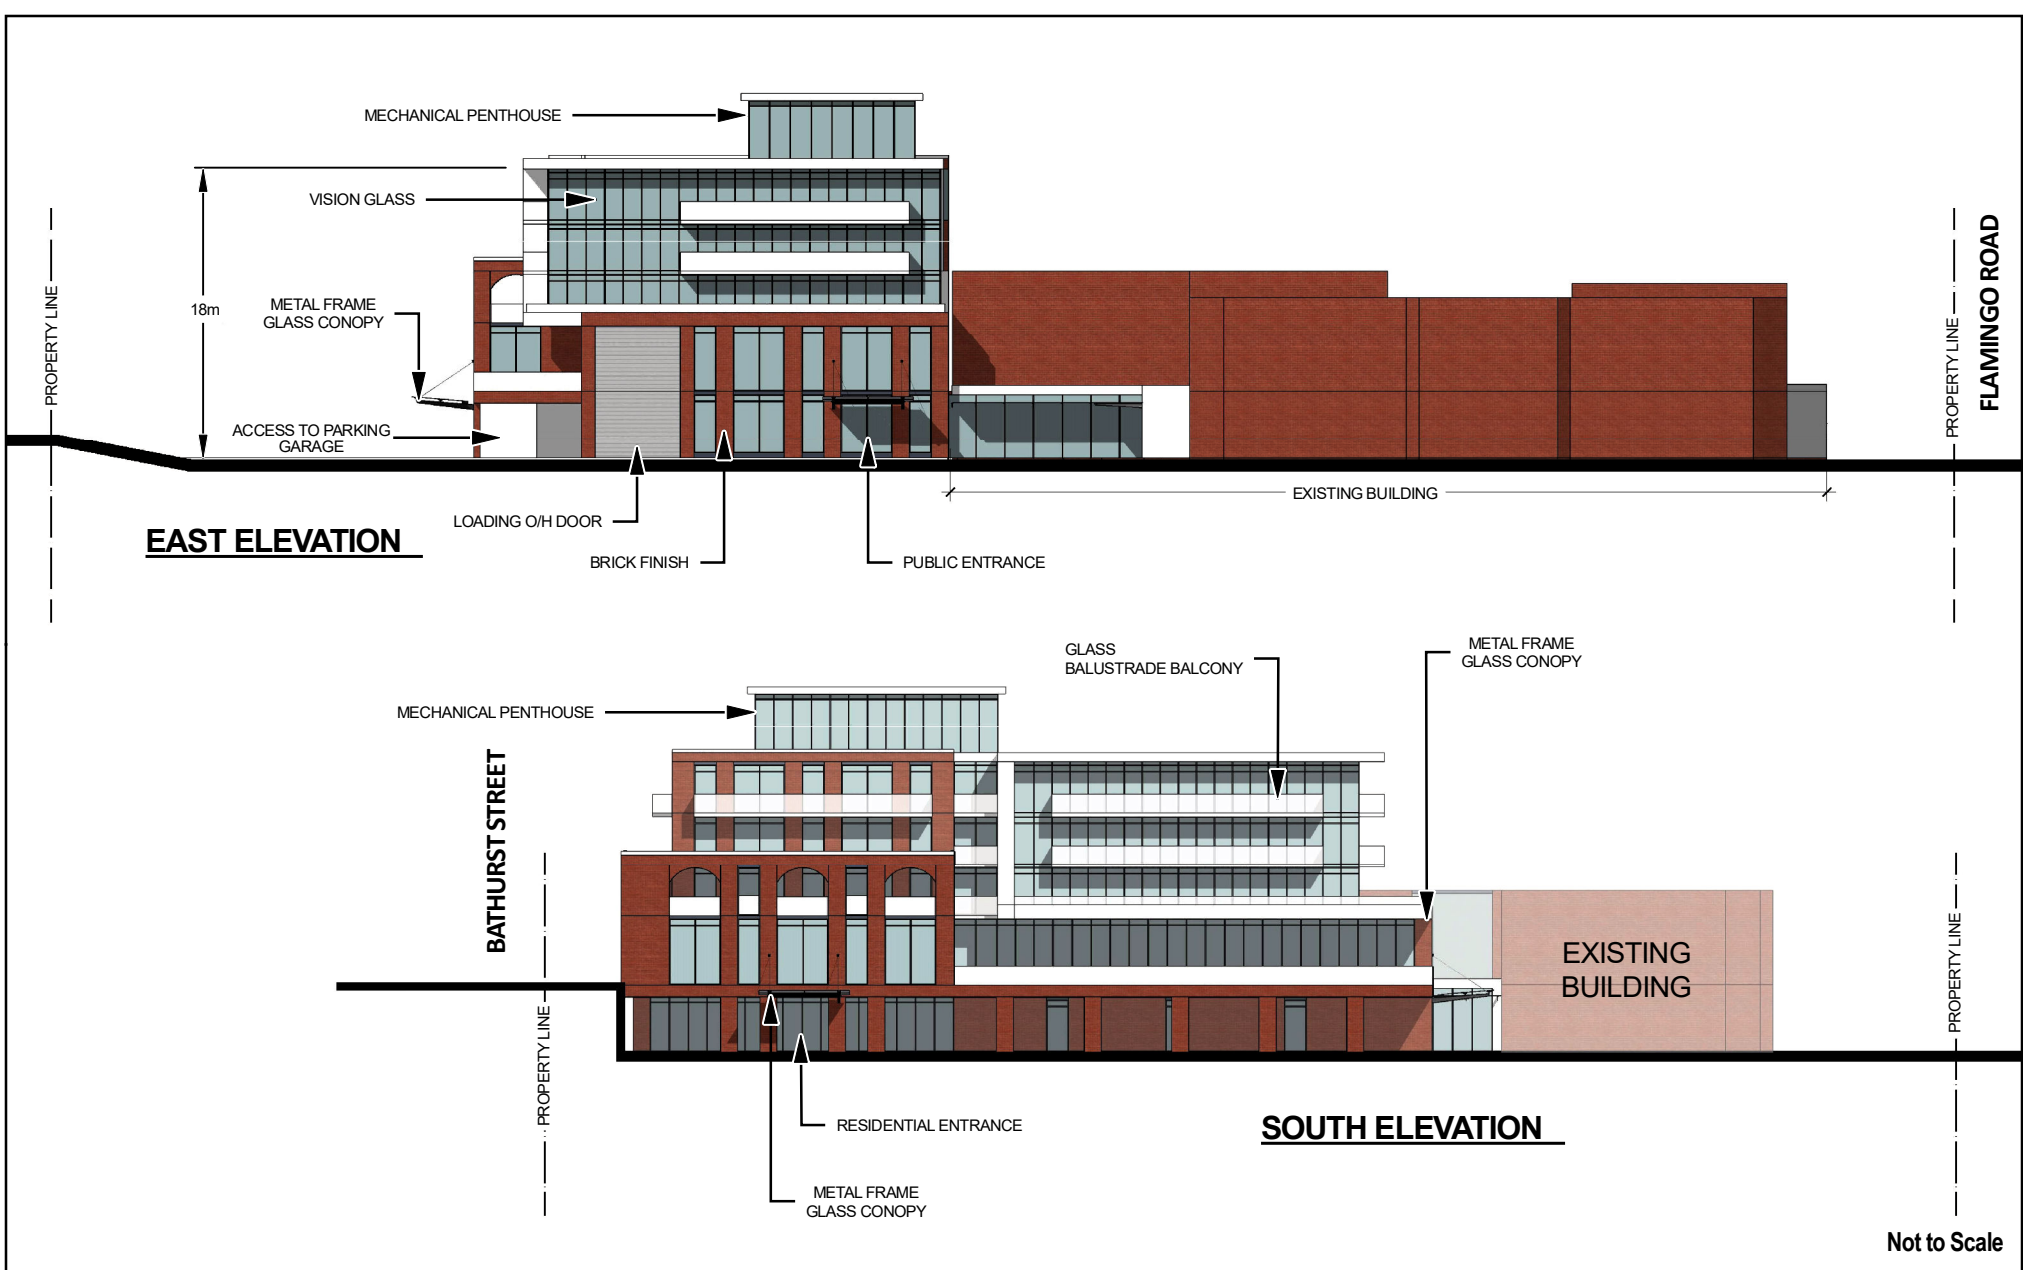 MECHANICAL PENTHOUSE
VISION GLASS
18m
METAL FRAME
GLASS CONOPY
ACCESS TO PARKING
GARAGE
PROPERTY LINE
PROPERTY LINE
FLAMINGO ROAD
EXISTING BUILDING
LOADING O/H DOOR
EAST ELEVATION
BRICK FINISH
PUBLIC ENTRANCE
GLASS
BALUSTRADE BALCONY
METAL FRAME
GLASS CONOPY
MECHANICAL PENTHOUSE
BATHURST STREET
EXISTING
BUILDING
PROPERTY LINE
PROPERTY LINE
RESIDENTIAL ENTRANCE
SOUTH ELEVATION
METAL FRAME
GLASS CONOPY
Not to Scale